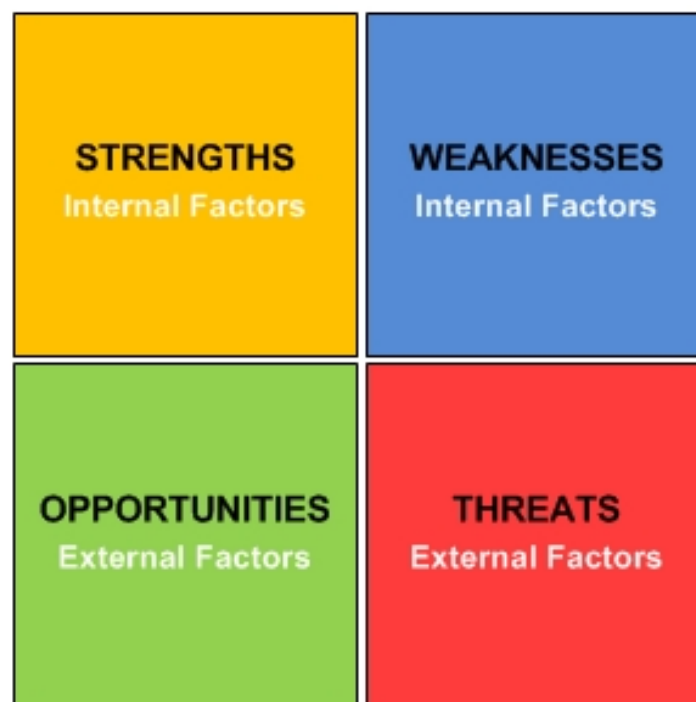 STRENGTHS
Internal Factors
WEAKNESSES
Internal Factors
OPPORTUNITIES
External Factors
THREATS
External Factors